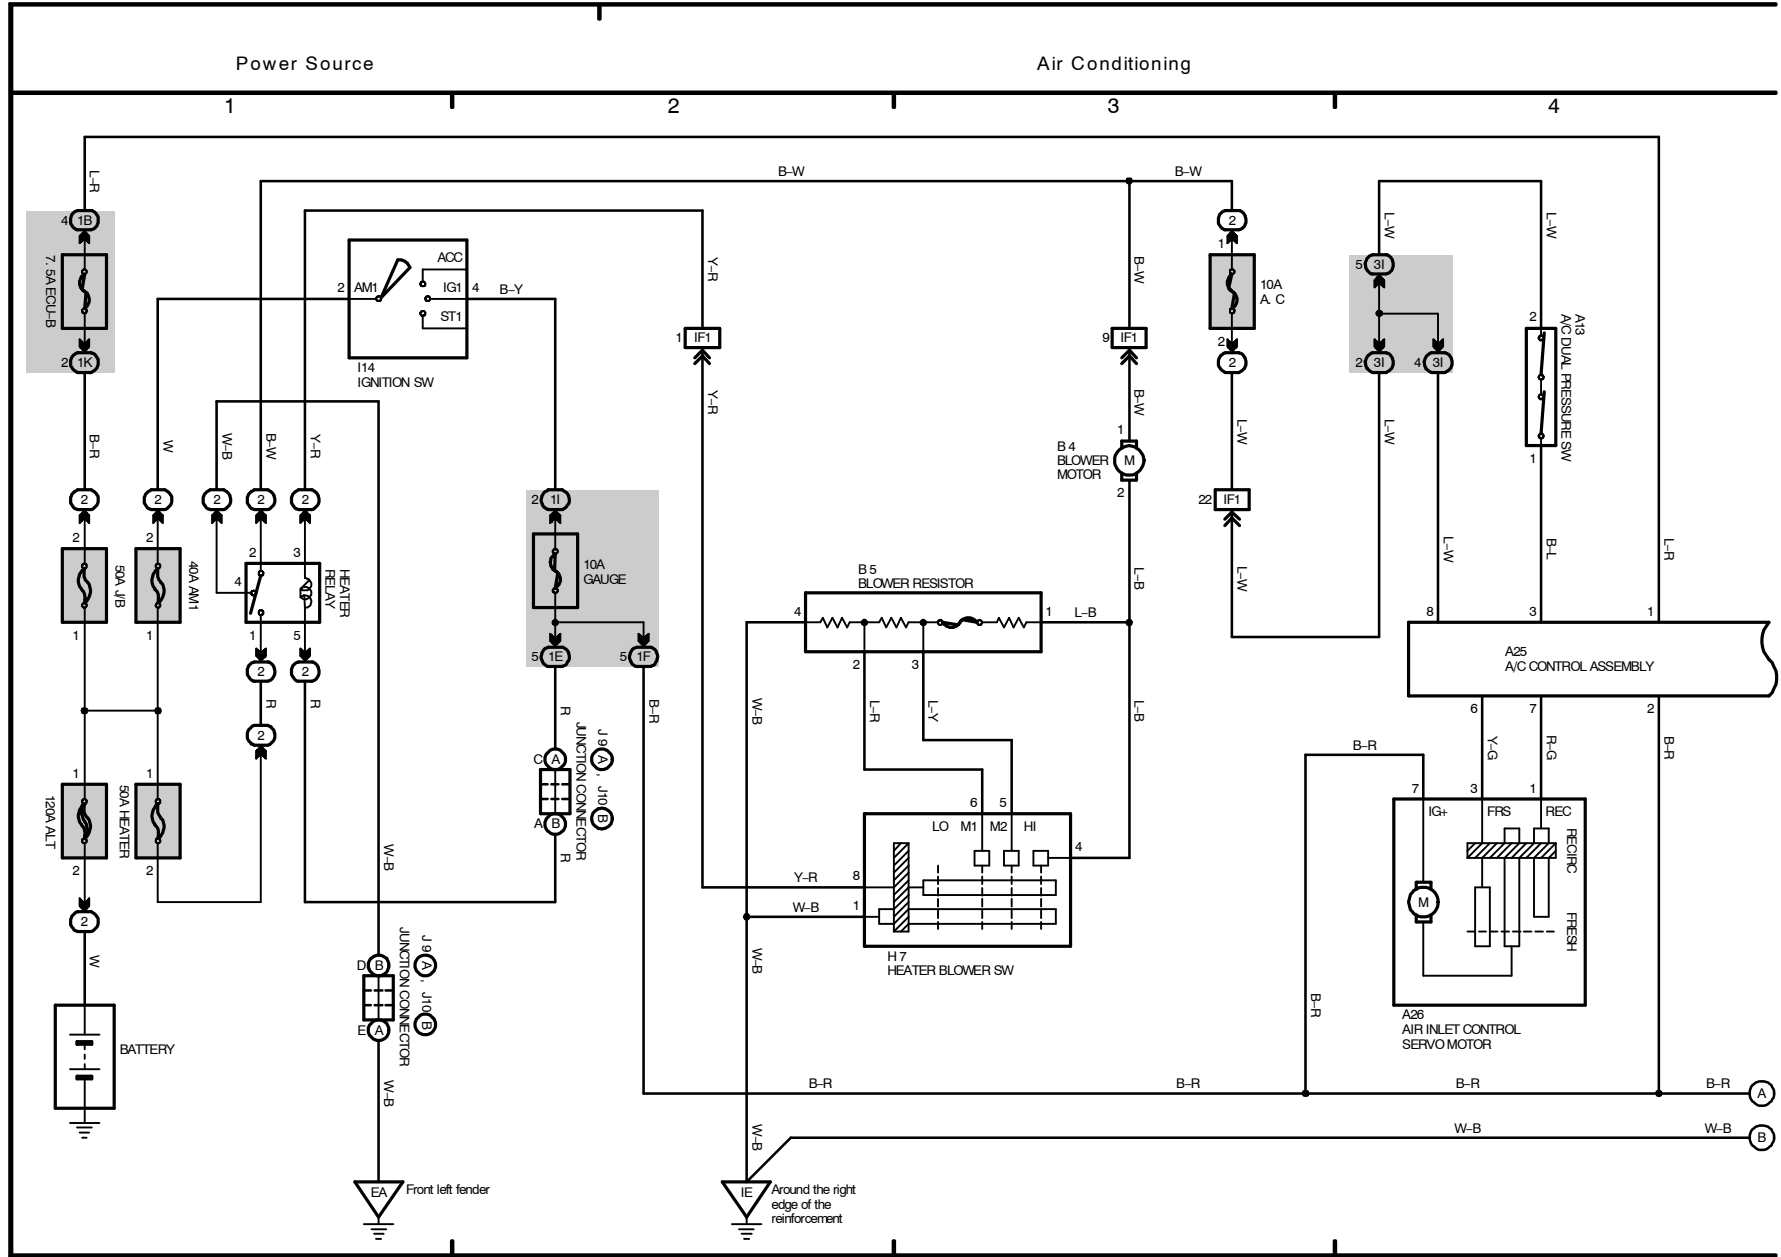 Power Source
Air Conditioning
1
2
3
4
L–R
B–W
B–W
4 1B
7. 5A ECU–B
2 1K
B–R
2
2
50A J/B
1
1
120A ALT
2
2
W
BATTERY
W
2
2
40A AM1
1
1
50A HEATER
2
2 AM1
ACC
IG1 4
ST1
B–Y
I14
IGNITION SW
W–B
B–W
Y–R
2
2
2
2
3
4
HEATER
RELAY
1
5
2
2
R
R
2
W–B
D B
E A
J 9 A , J10 B
JUNCTION CONNECTOR
W–B
EA
Front left fender
2 1I
10A
GAUGE
5 1E
5 1F
R
B–R
C A
A B
J 9 A , J10 B
JUNCTION CONNECTOR
R
Y–R
1 IF1
Y–R
B–W
9 IF1
B–W
1
B 4
BLOWER
MOTOR
M
2
L–B
B 5
BLOWER RESISTOR
4
1
L–B
2
3
W–B
L–R
L–Y
L–B
6
5
LO M1 M2 HI
4
Y–R
8
W–B
1
H 7
HEATER BLOWER SW
W–B
W–B
IE
Around the right
edge of the
reinforcement
2
1
10A
A. C
2
2
L–W
22 IF1
L–W
L–W
L–W
5 3I
2 3I
4 3I
L–W
L–W
2
A13
A/C DUAL PRESSURE SW
1
B–L
L–R
8
3
1
A25
A/C CONTROL ASSEMBLY
6
7
2
B–R
Y–G
R–G
B–R
7
3
1
IG+
FRS
REC
RECIRC
FRESH
M
A26
AIR INLET CONTROL
SERVO MOTOR
B–R
B–R
B–R
B–R
B–R
A
W–B
W–B
B